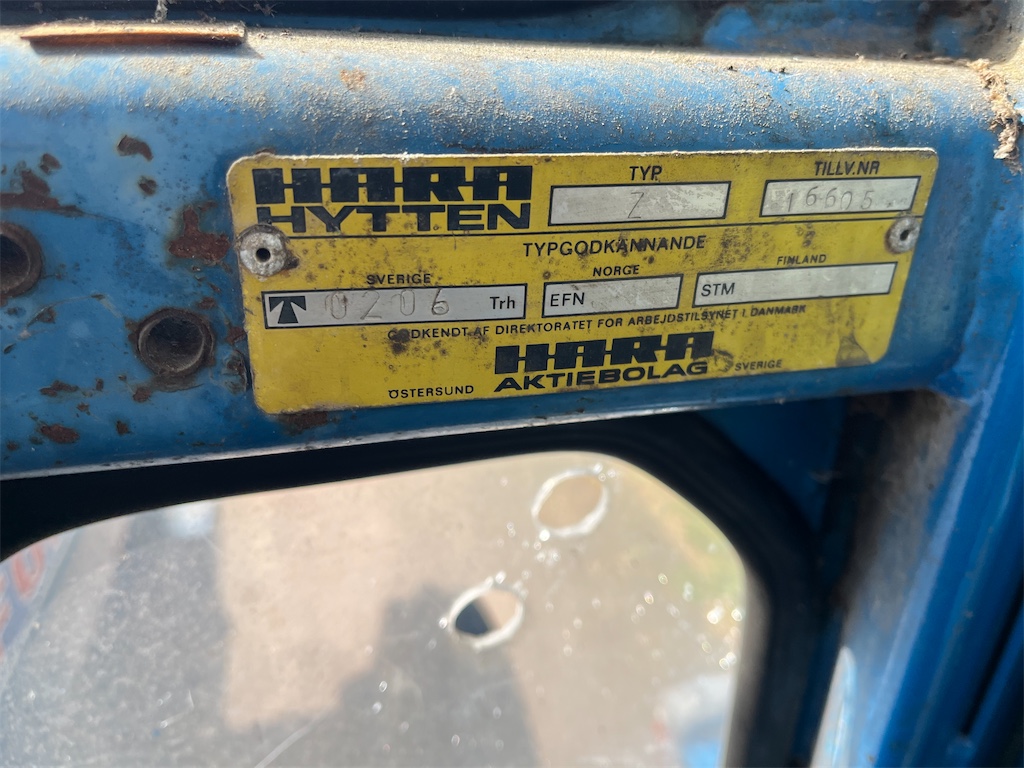 HARA TYP TILLV.NR
HYTTEN Z 16605
TYPGODKÄNNANDE
SVERIGE NORGE FINLAND
T 0206 Trh EFN STM
GODKENDT AF DIREKTORATET FOR ARBEJDSTILSYNET I DANMARK
HARA
ÖSTERSUND AKTIEBOLAG SVERIGE